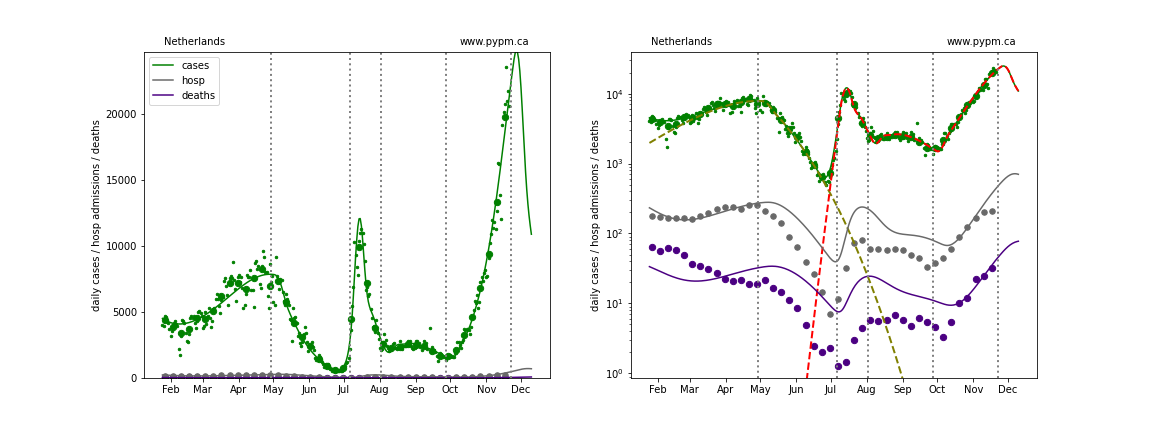 Netherlands www.pypm.ca
cases
hosp
deaths
daily cases / hosp admissions / deaths
20000
15000
10000
5000
0
Feb Mar Apr May Jun Jul Aug Sep Oct Nov Dec
Netherlands www.pypm.ca
daily cases / hosp admissions / deaths
10⁴
10³
10²
10¹
10⁰
Feb Mar Apr May Jun Jul Aug Sep Oct Nov Dec